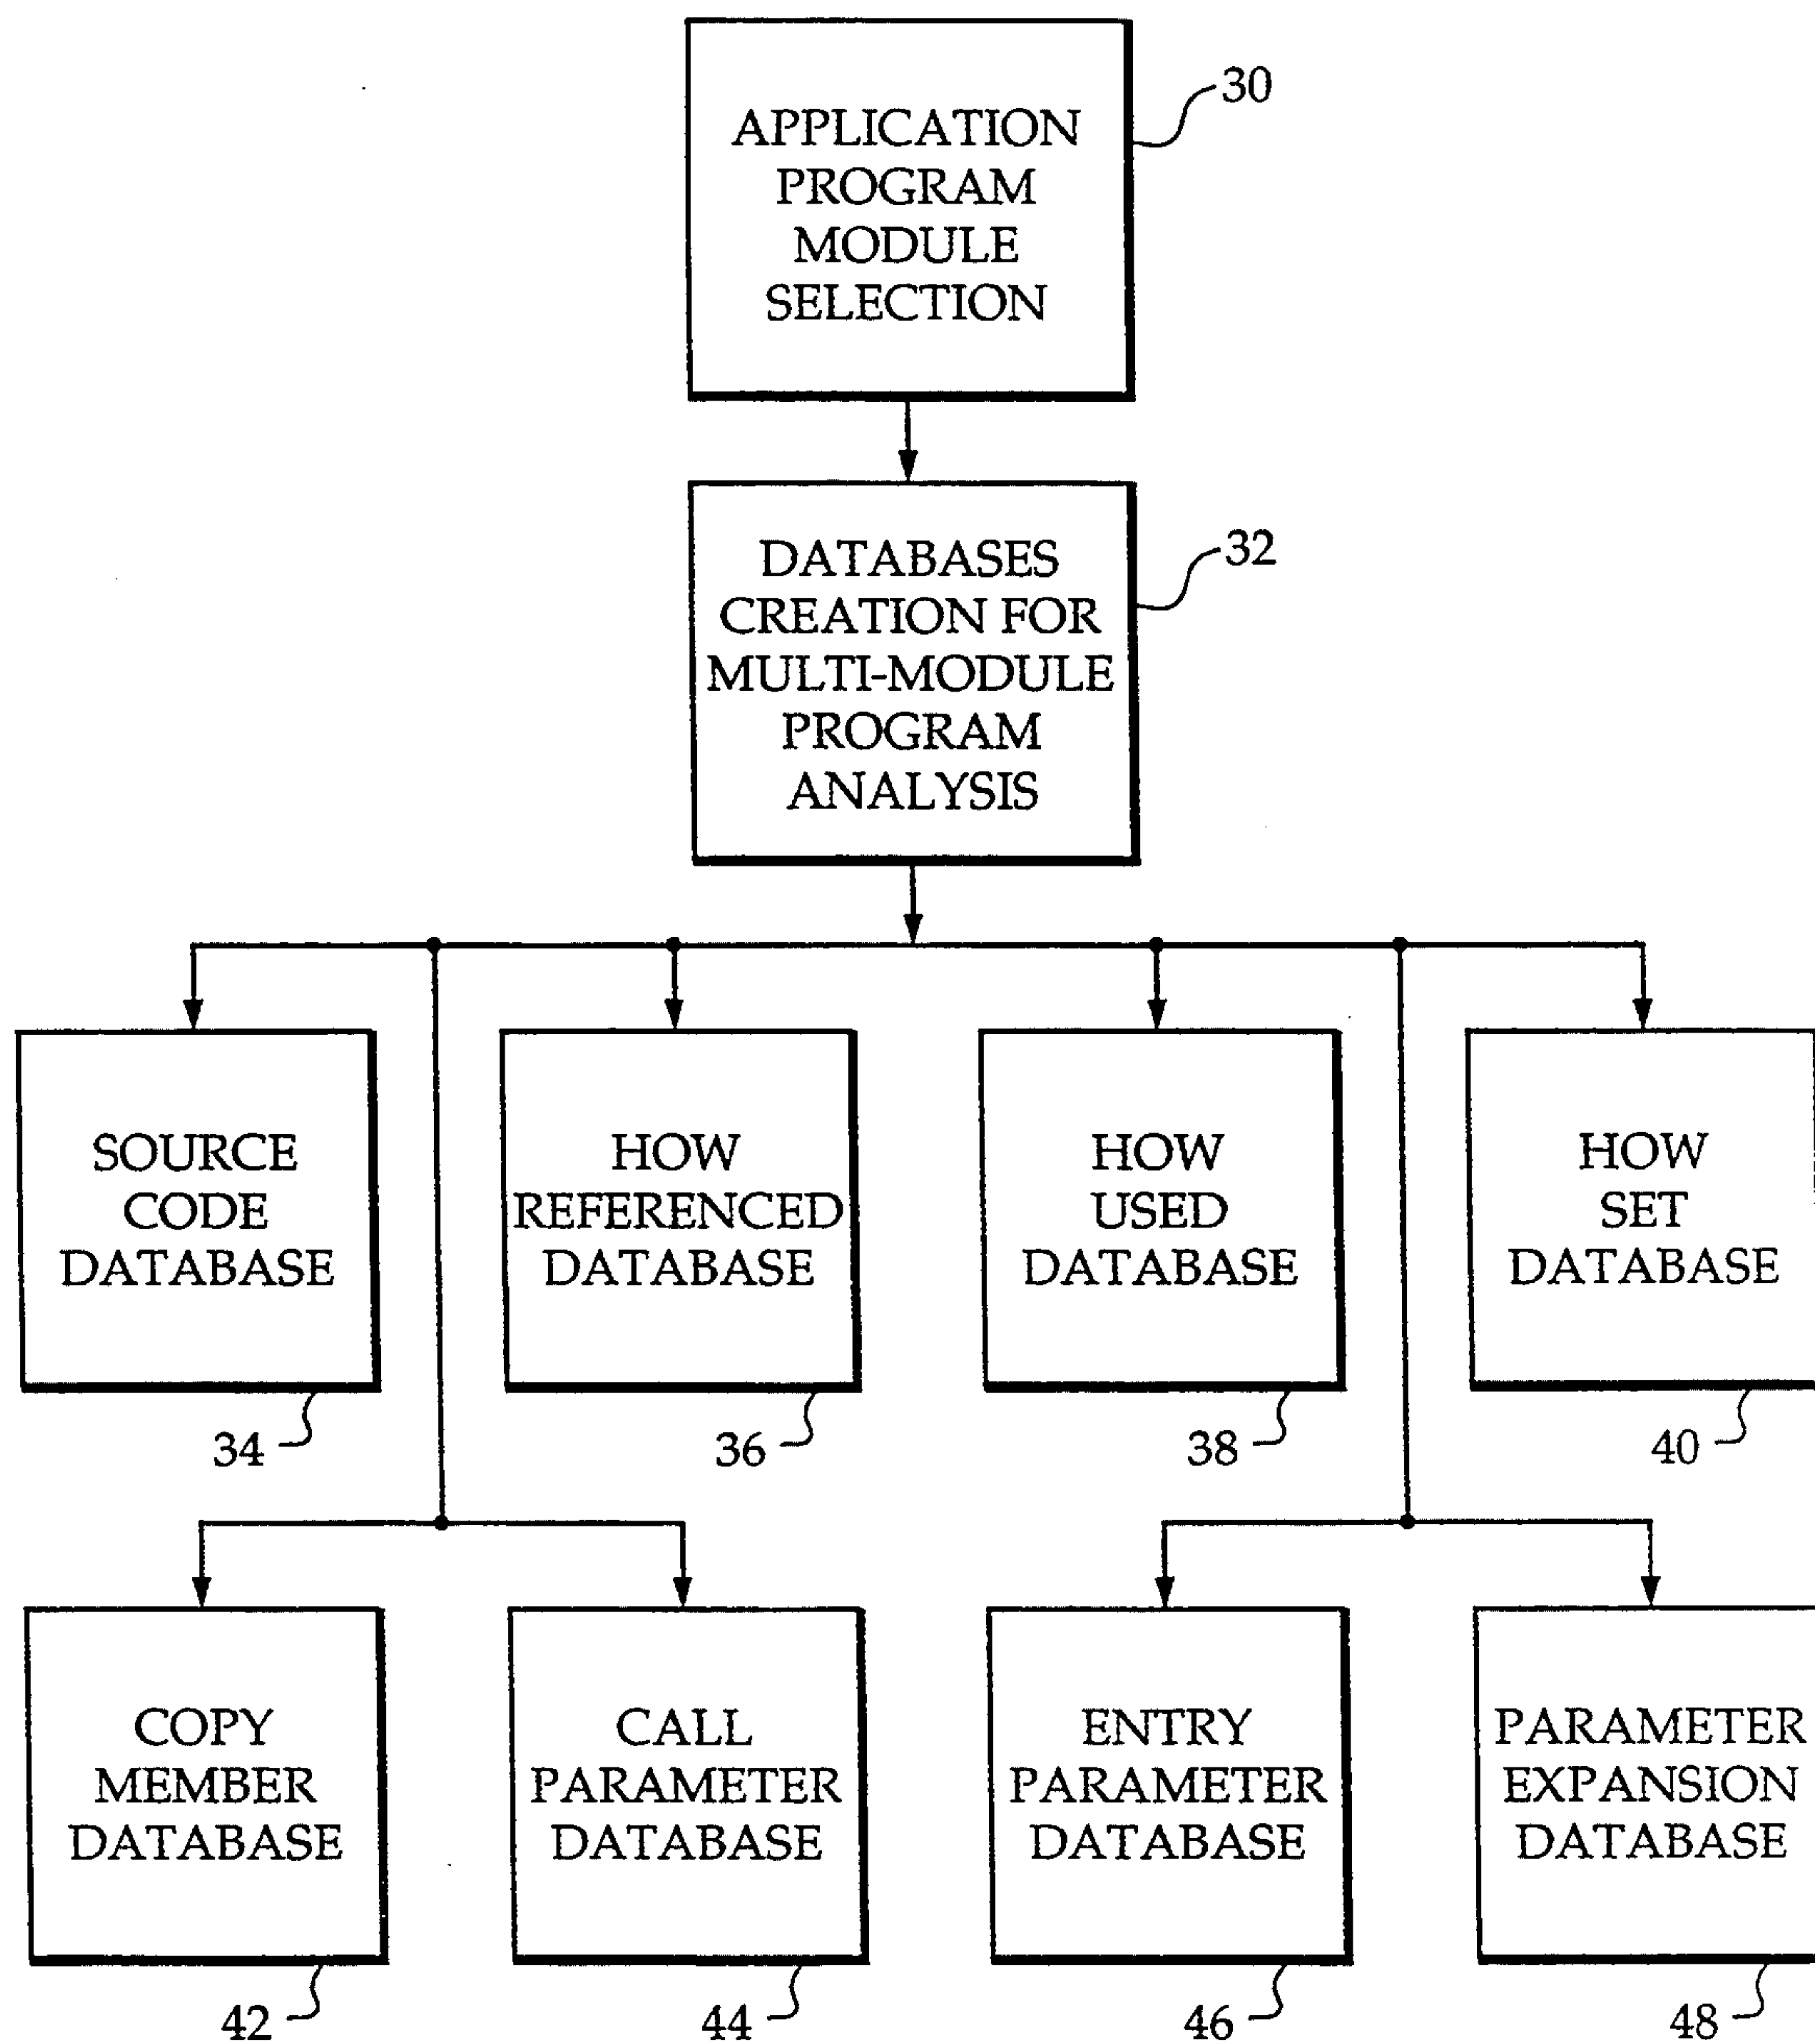 APPLICATION
PROGRAM
MODULE
SELECTION
30
DATABASES
CREATION FOR
MULTI-MODULE
PROGRAM
ANALYSIS
32
SOURCE
CODE
DATABASE
34
HOW
REFERENCED
DATABASE
36
HOW
USED
DATABASE
38
HOW
SET
DATABASE
40
COPY
MEMBER
DATABASE
42
CALL
PARAMETER
DATABASE
44
ENTRY
PARAMETER
DATABASE
46
PARAMETER
EXPANSION
DATABASE
48